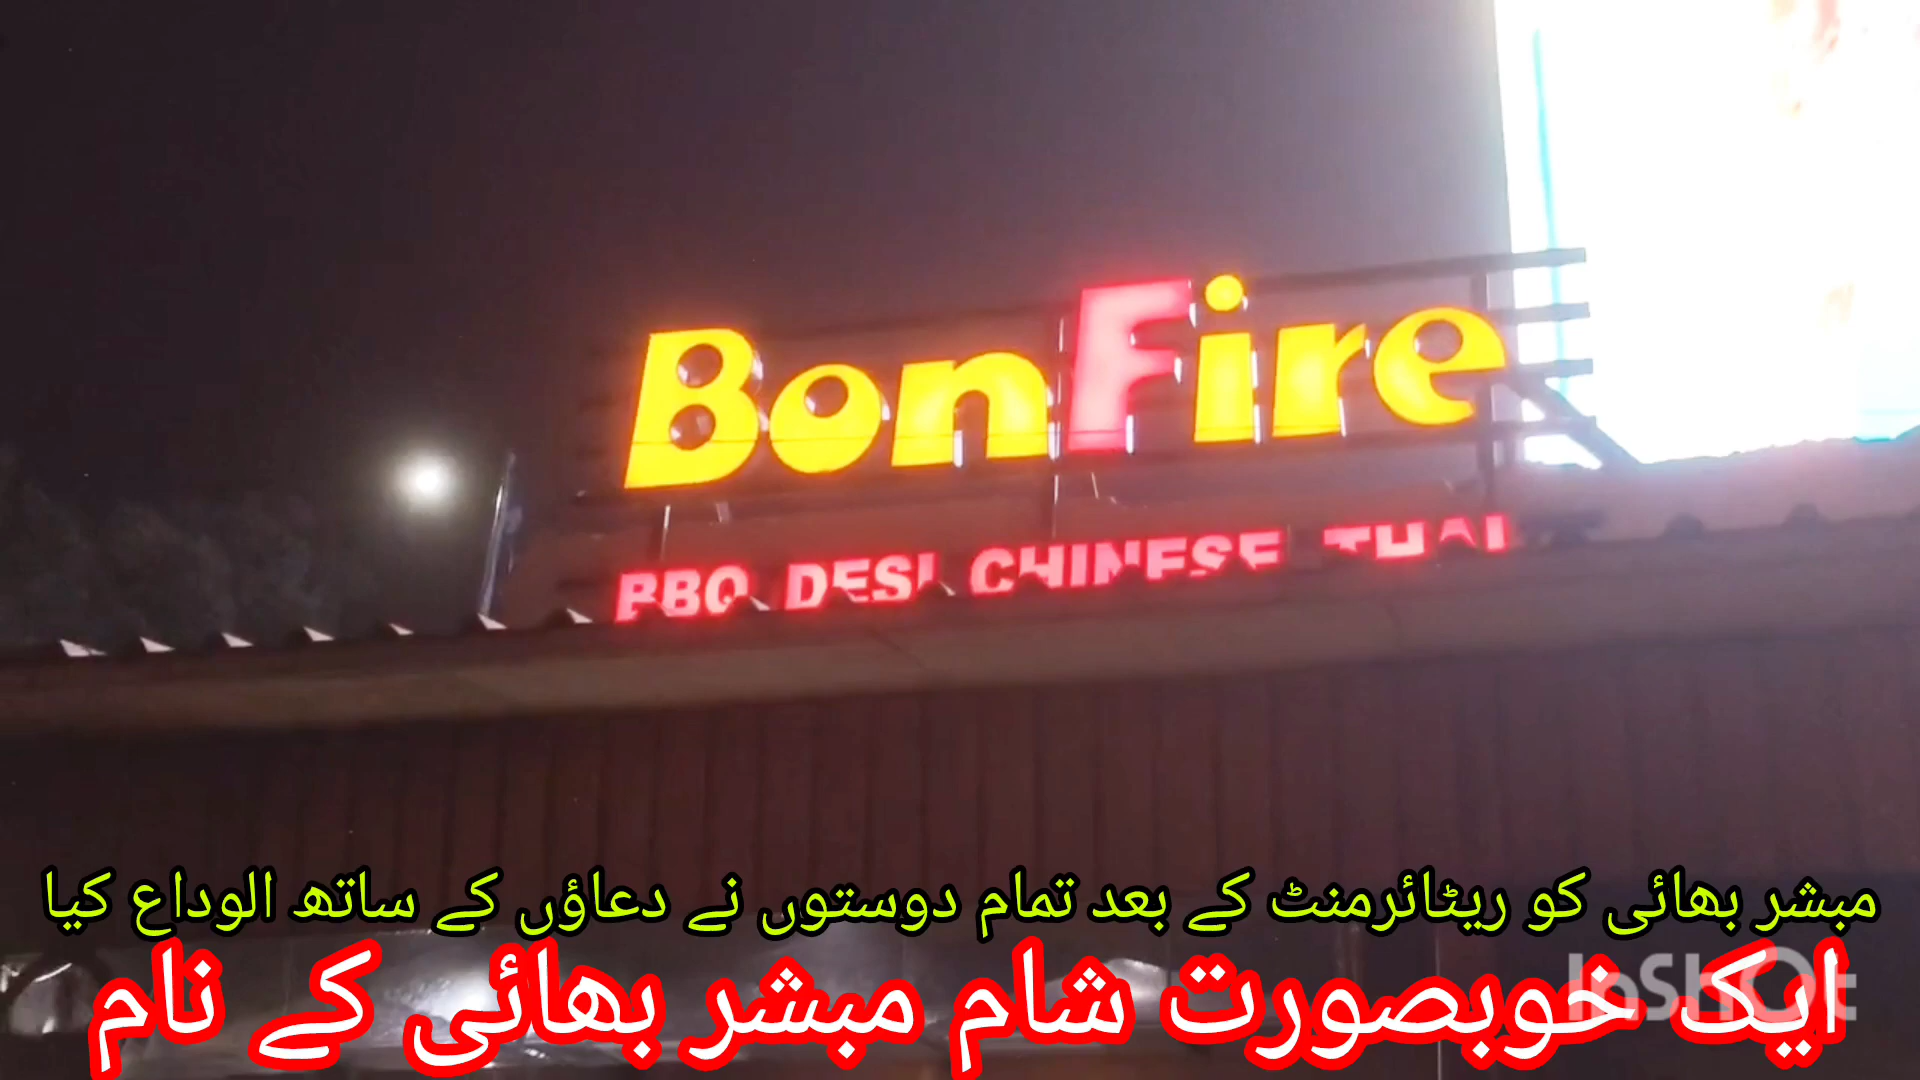 BonFire
BBQ DESI CHINESE THAI
مبشر بھائی کو ریٹائرمنٹ کے بعد تمام دوستوں نے دعاؤں کے ساتھ الوداع کیا
ایک خوبصورت شام مبشر بھائی کے نام
InShOt